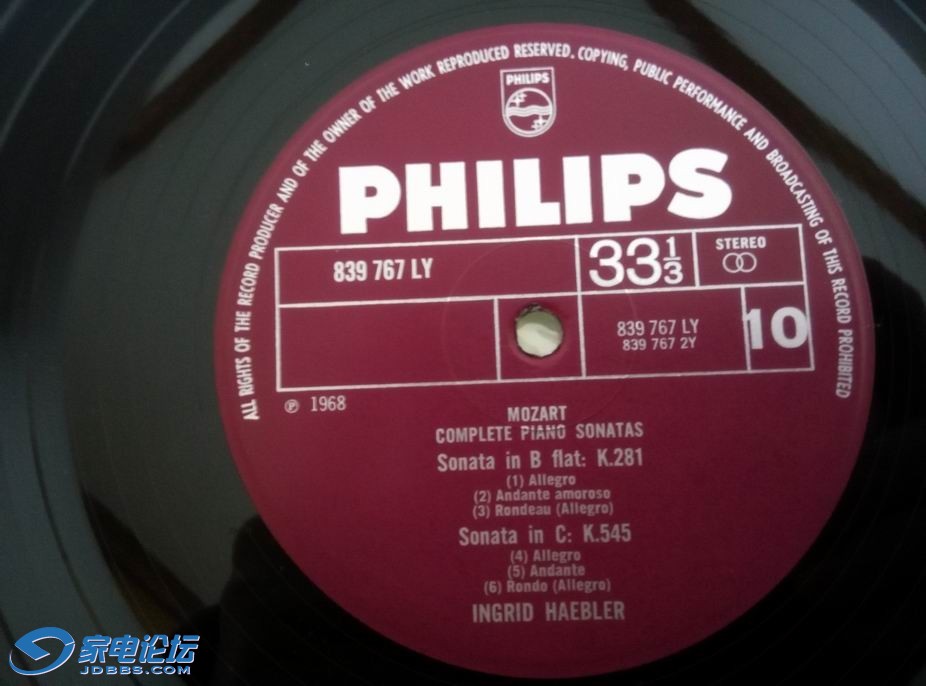 ALL RIGHTS OF THE RECORD PRODUCER AND OF THE OWNER OF THE WORK REPRODUCED RESERVED. COPYING, PUBLIC PERFORMANCE AND BROADCASTING OF THIS RECORD PROHIBITED
PHILIPS
PHILIPS
839 767 LY
33 1/3
STEREO
839 767 LY
839 767 2Y
10
℗ 1968
MOZART
COMPLETE PIANO SONATAS
Sonata in B flat: K.281
(1) Allegro
(2) Andante amoroso
(3) Rondeau (Allegro)
Sonata in C: K.545
(4) Allegro
(5) Andante
(6) Rondo (Allegro)
INGRID HAEBLER
家电论坛
JDBBS.COM